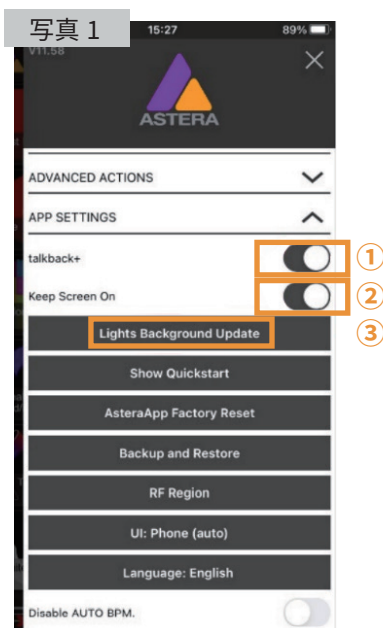 写真 1
15:27
89%
V11.58
ASTERA
ADVANCED ACTIONS
APP SETTINGS
talkback+
①
Keep Screen On
②
Lights Background Update
③
Show Quickstart
AsteraApp Factory Reset
Backup and Restore
RF Region
UI: Phone (auto)
Language: English
Disable AUTO BPM.